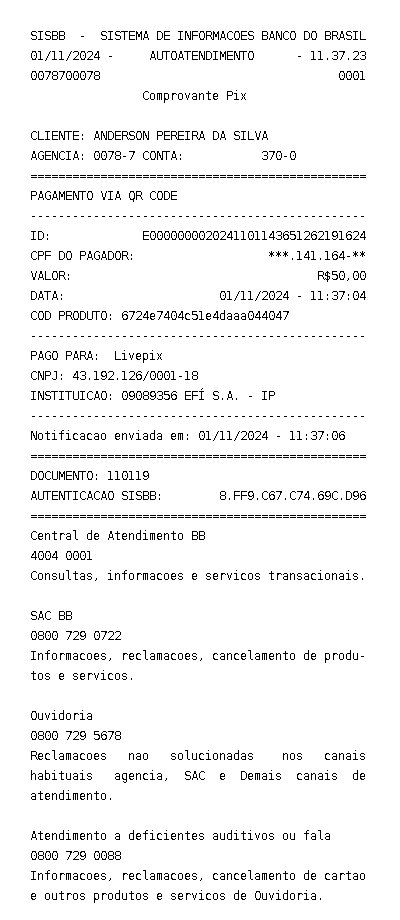 SISBB - SISTEMA DE INFORMACOES BANCO DO BRASIL
01/11/2024 - AUTOATENDIMENTO - 11.37.23
0078700078 0001
Comprovante Pix
CLIENTE: ANDERSON PEREIRA DA SILVA
AGENCIA: 0078-7 CONTA: 370-0
================================================
PAGAMENTO VIA QR CODE
------------------------------------------------
ID: E00000000202411011436512621916​24
CPF DO PAGADOR: ***.141.164-**
VALOR: R$50,00
DATA: 01/11/2024 - 11:37:04
COD PRODUTO: 6724e7404c51e4daaa044047
------------------------------------------------
PAGO PARA: Livepix
CNPJ: 43.192.126/0001-18
INSTITUICAO: 09089356 EFÍ S.A. - IP
------------------------------------------------
Notificacao enviada em: 01/11/2024 - 11:37:06
================================================
DOCUMENTO: 110119
AUTENTICACAO SISBB: 8.FF9.C67.C74.69C.D96
================================================
Central de Atendimento BB
4004 0001
Consultas, informacoes e servicos transacionais.
SAC BB
0800 729 0722
Informacoes, reclamacoes, cancelamento de produ-
tos e servicos.
Ouvidoria
0800 729 5678
Reclamacoes nao solucionadas nos canais
habituais agencia, SAC e Demais canais de
atendimento.
Atendimento a deficientes auditivos ou fala
0800 729 0088
Informacoes, reclamacoes, cancelamento de cartao
e outros produtos e servicos de Ouvidoria.